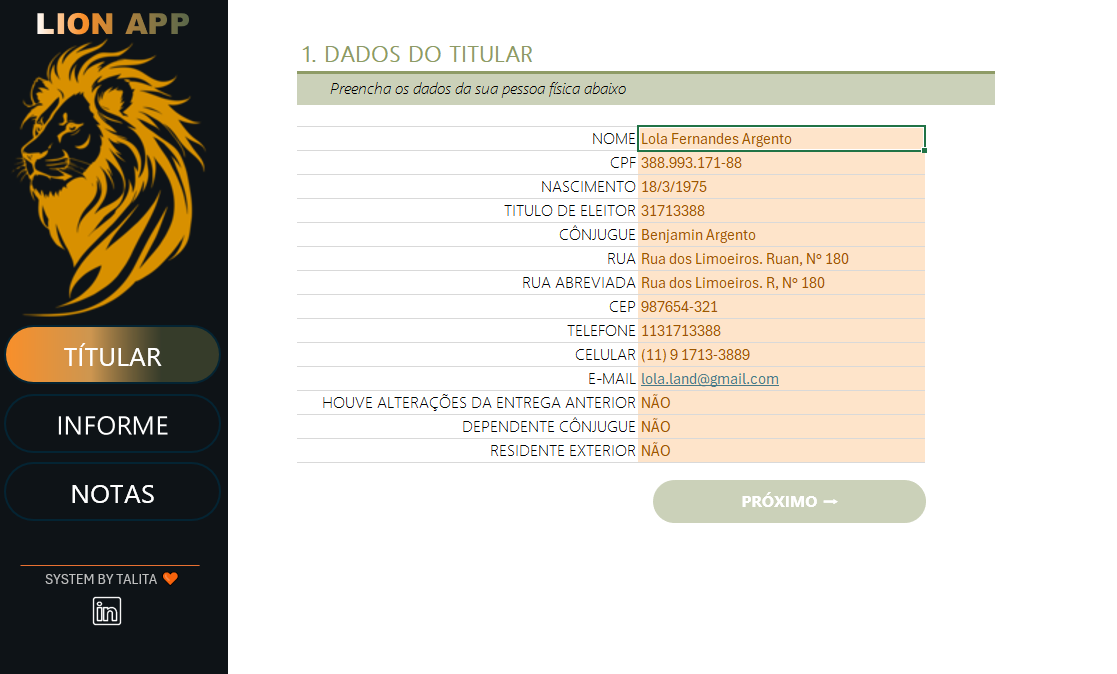 LION APP
TÍTULAR
INFORME
NOTAS
SYSTEM BY TALITA
in
1. DADOS DO TITULAR
Preencha os dados da sua pessoa física abaixo
NOME Lola Fernandes Argento
CPF 388.993.171-88
NASCIMENTO 18/3/1975
TITULO DE ELEITOR 31713388
CÔNJUGUE Benjamin Argento
RUA Rua dos Limoeiros. Ruan, Nº 180
RUA ABREVIADA Rua dos Limoeiros. R, Nº 180
CEP 987654-321
TELEFONE 1131713388
CELULAR (11) 9 1713-3889
E-MAIL lola.land@gmail.com
HOUVE ALTERAÇÕES DA ENTREGA ANTERIOR NÃO
DEPENDENTE CÔNJUGUE NÃO
RESIDENTE EXTERIOR NÃO
PRÓXIMO ➞